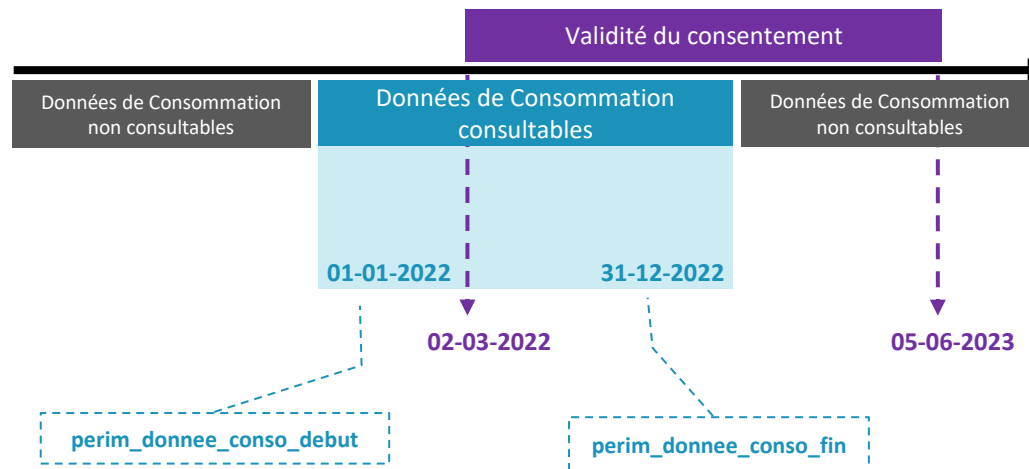 Validité du consentement
Données de Consommation
non consultables
Données de Consommation
consultables
Données de Consommation
non consultables
01-01-2022
31-12-2022
02-03-2022
05-06-2023
perim_donnee_conso_debut
perim_donnee_conso_fin